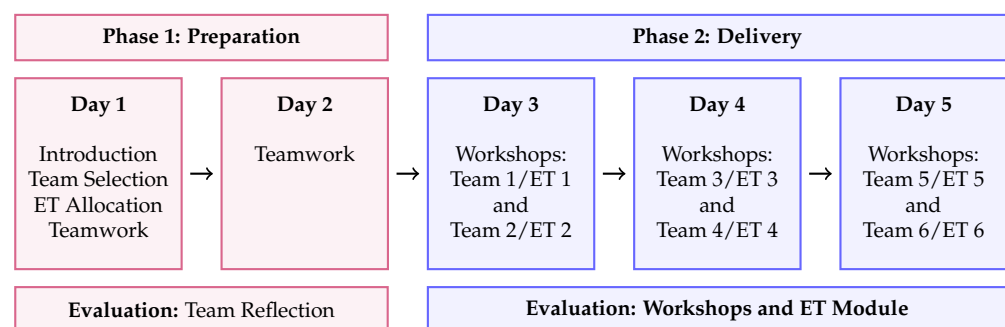 Phase 1: Preparation
Phase 2: Delivery
Day 1
Introduction
Team Selection
ET Allocation
Teamwork
Day 2
Teamwork
Day 3
Workshops:
Team 1/ET 1
and
Team 2/ET 2
Day 4
Workshops:
Team 3/ET 3
and
Team 4/ET 4
Day 5
Workshops:
Team 5/ET 5
and
Team 6/ET 6
Evaluation: Team Reflection
Evaluation: Workshops and ET Module